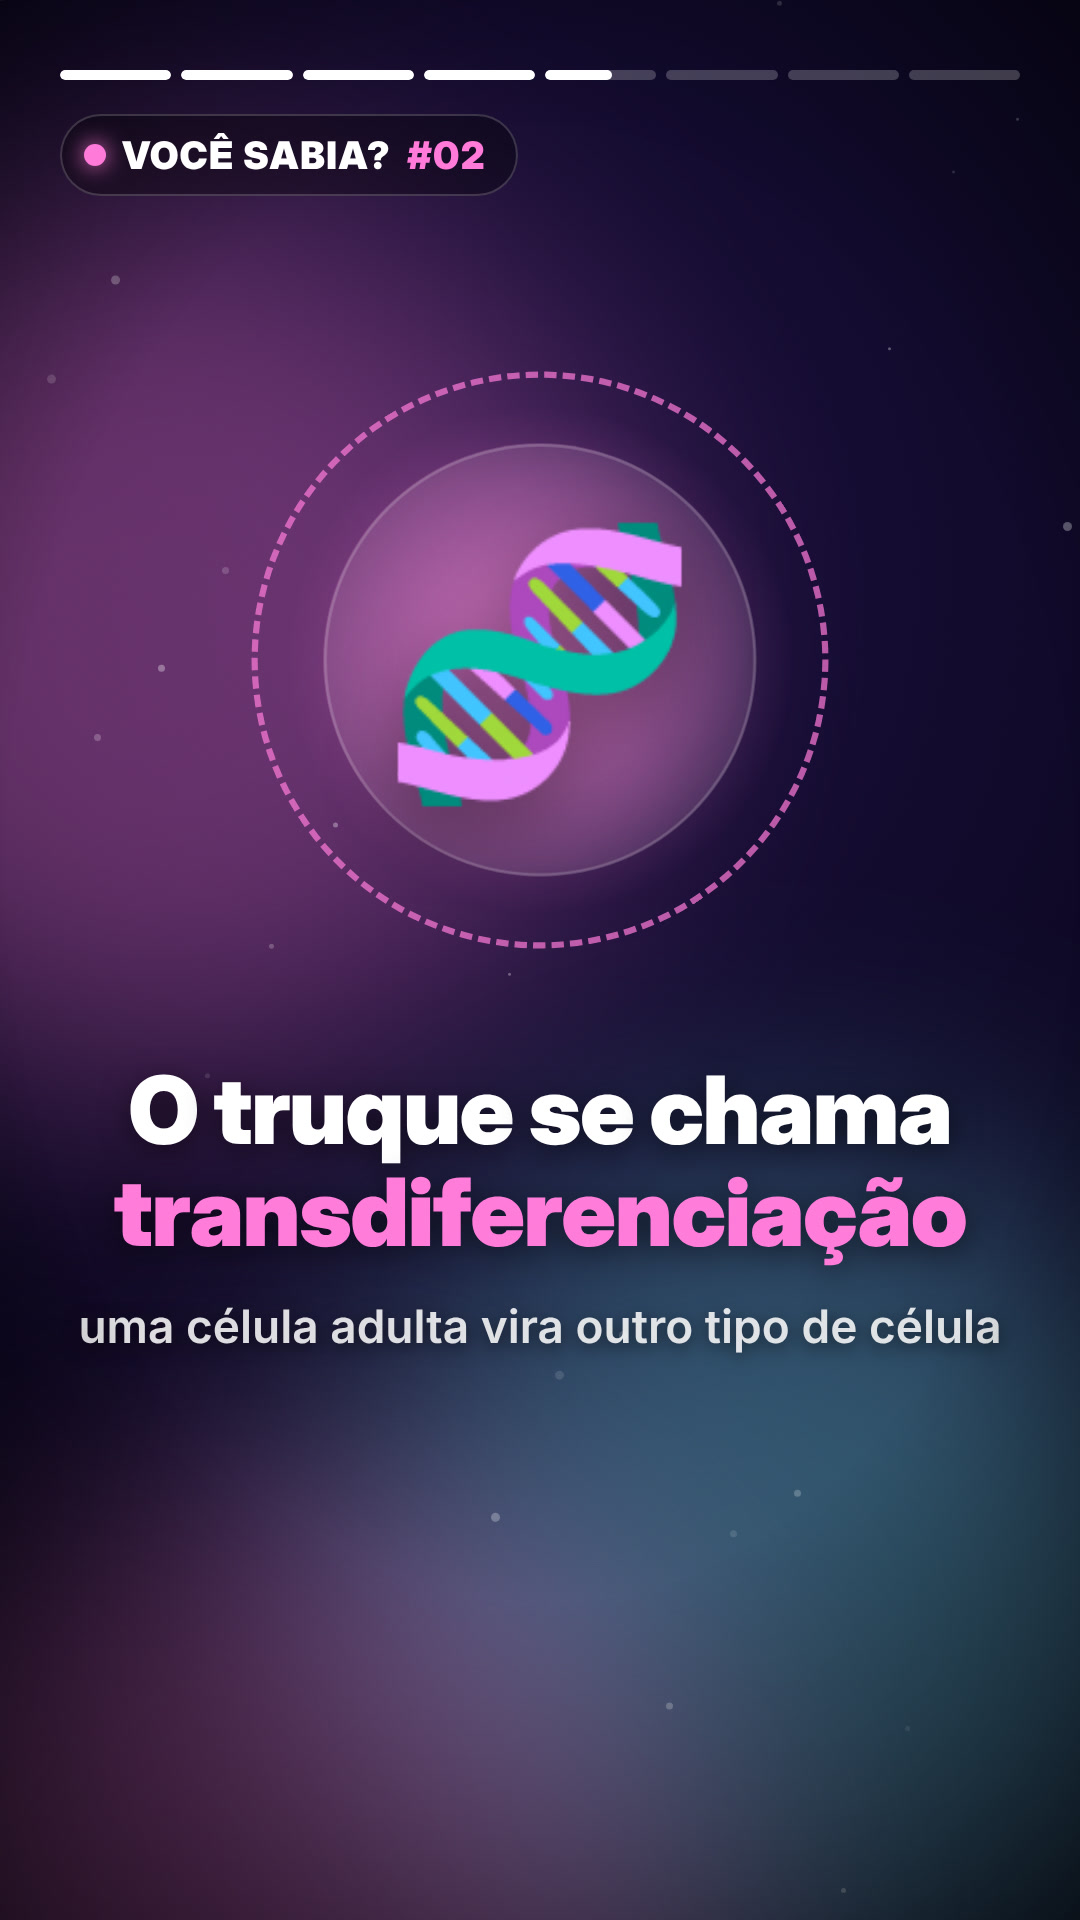 VOCÊ SABIA? #02
O truque se chama
transdiferenciação
uma célula adulta vira outro tipo de célula